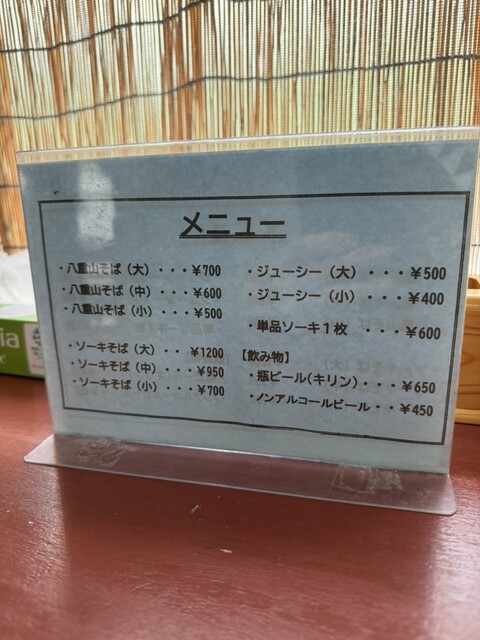 メニュー
・八重山そば（大）・・・¥700
・八重山そば（中）・・・¥600
・八重山そば（小）・・・¥500
・ソーキそば（大）・・¥1200
・ソーキそば（中）・・・¥950
・ソーキそば（小）・・・¥700
・ジューシー（大）・・・¥500
・ジューシー（小）・・・¥400
・単品ソーキ１枚　・・・¥600
【飲み物】
・瓶ビール(キリン)・・・¥650
・ノンアルコールビール・・¥450